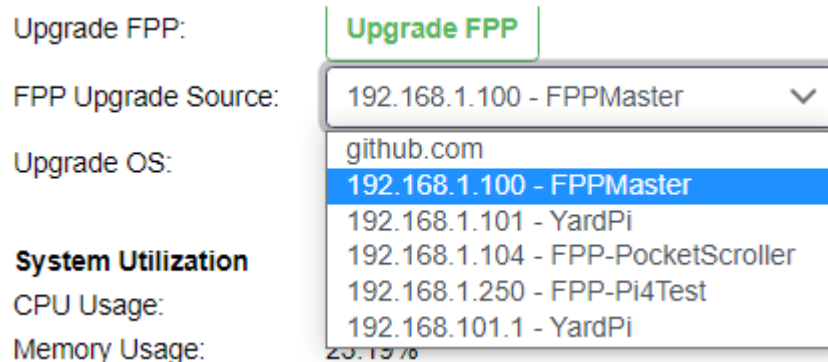 Upgrade FPP: Upgrade FPP
FPP Upgrade Source: 192.168.1.100 - FPPMaster
github.com
Upgrade OS:
192.168.1.100 - FPPMaster
192.168.1.101 - YardPi
System Utilization
192.168.1.104 - FPP-PocketScroller
192.168.1.250 - FPP-Pi4Test
CPU Usage:
192.168.101.1 - YardPi
Memory Usage: 25.19%